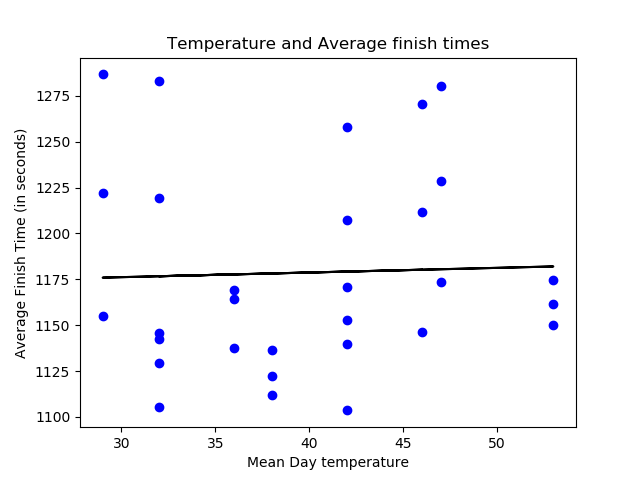 Temperature and Average finish times
Average Finish Time (in seconds)
1275
1250
1225
1200
1175
1150
1125
1100
30 35 40 45 50
Mean Day temperature